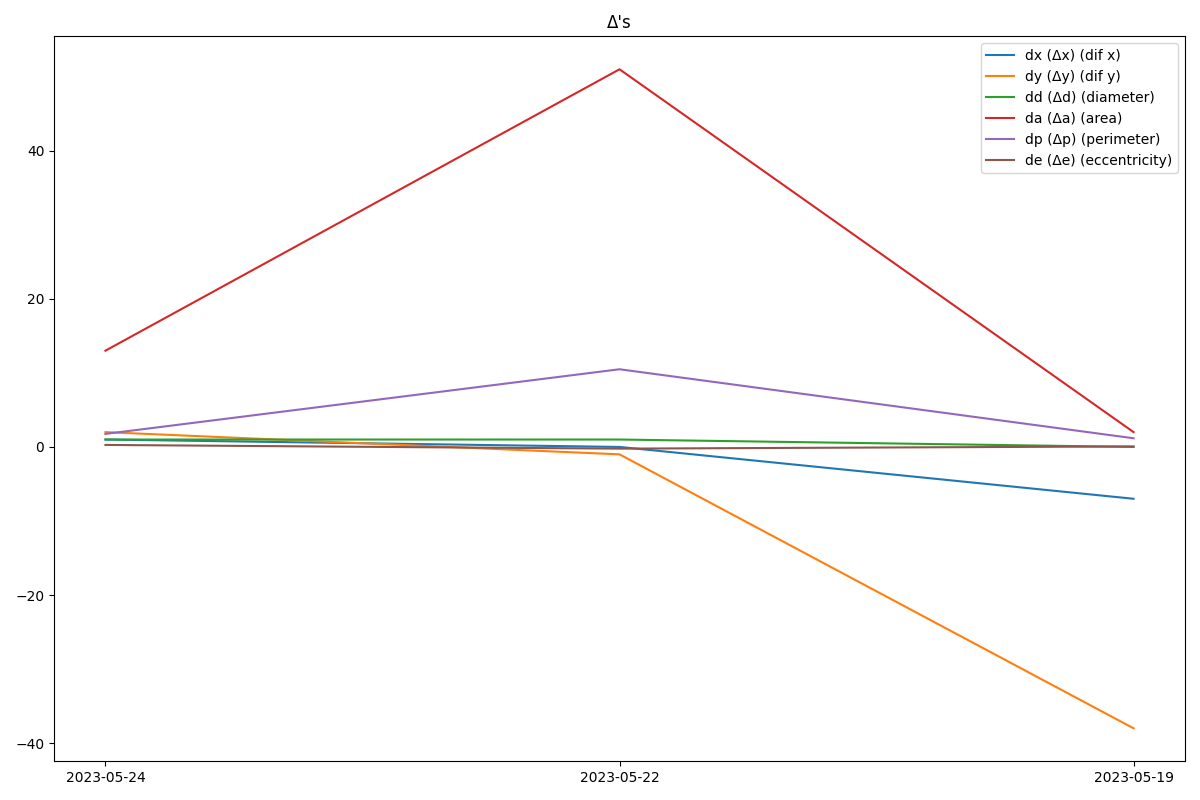 Δ's
dx (Δx) (dif x)
dy (Δy) (dif y)
dd (Δd) (diameter)
da (Δa) (area)
dp (Δp) (perimeter)
de (Δe) (eccentricity)
40
20
0
−20
−40
2023-05-24 2023-05-22 2023-05-19